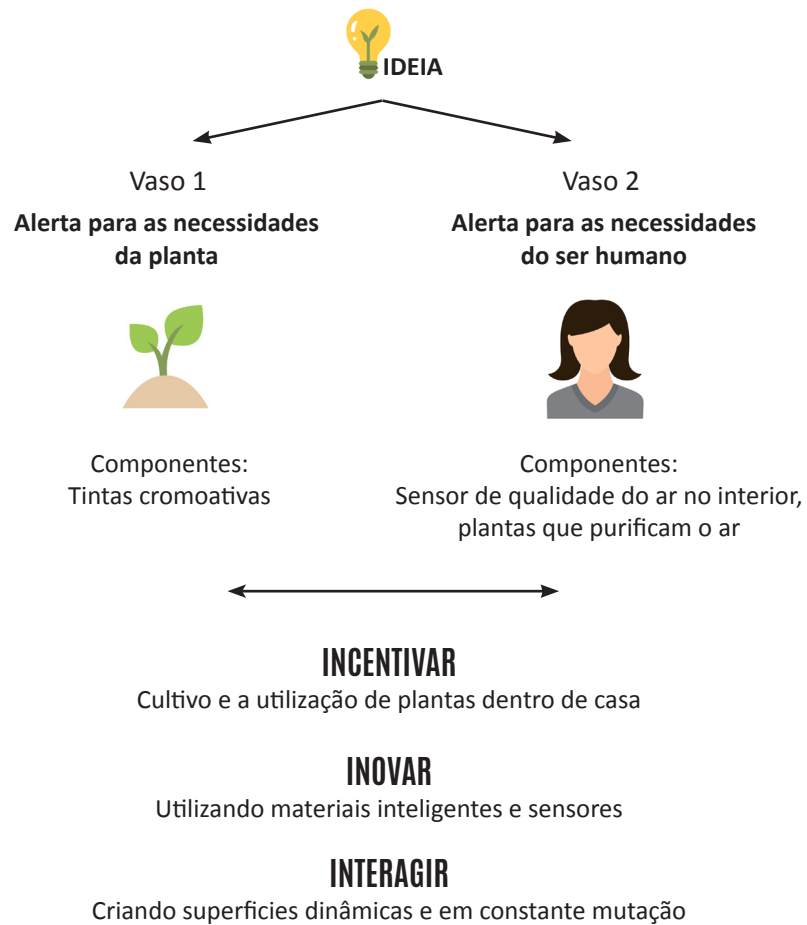 IDEIA
Vaso 1
Alerta para as necessidades
da planta
Componentes:
Tintas cromoativas
Vaso 2
Alerta para as necessidades
do ser humano
Componentes:
Sensor de qualidade do ar no interior,
plantas que purificam o ar
INCENTIVAR
Cultivo e a utilização de plantas dentro de casa
INOVAR
Utilizando materiais inteligentes e sensores
INTERAGIR
Criando superficies dinâmicas e em constante mutação